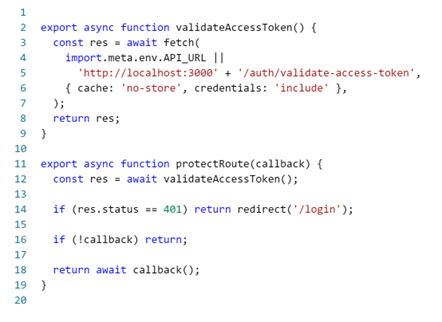 1
2 export async function validateAccessToken() {
3   const res = await fetch(
4     import.meta.env.API_URL ||
5       'http://localhost:3000' + '/auth/validate-access-token',
6     { cache: 'no-store', credentials: 'include' },
7   );
8   return res;
9 }
10
11 export async function protectRoute(callback) {
12   const res = await validateAccessToken();
13
14   if (res.status == 401) return redirect('/login');
15
16   if (!callback) return;
17
18   return await callback();
19 }
20